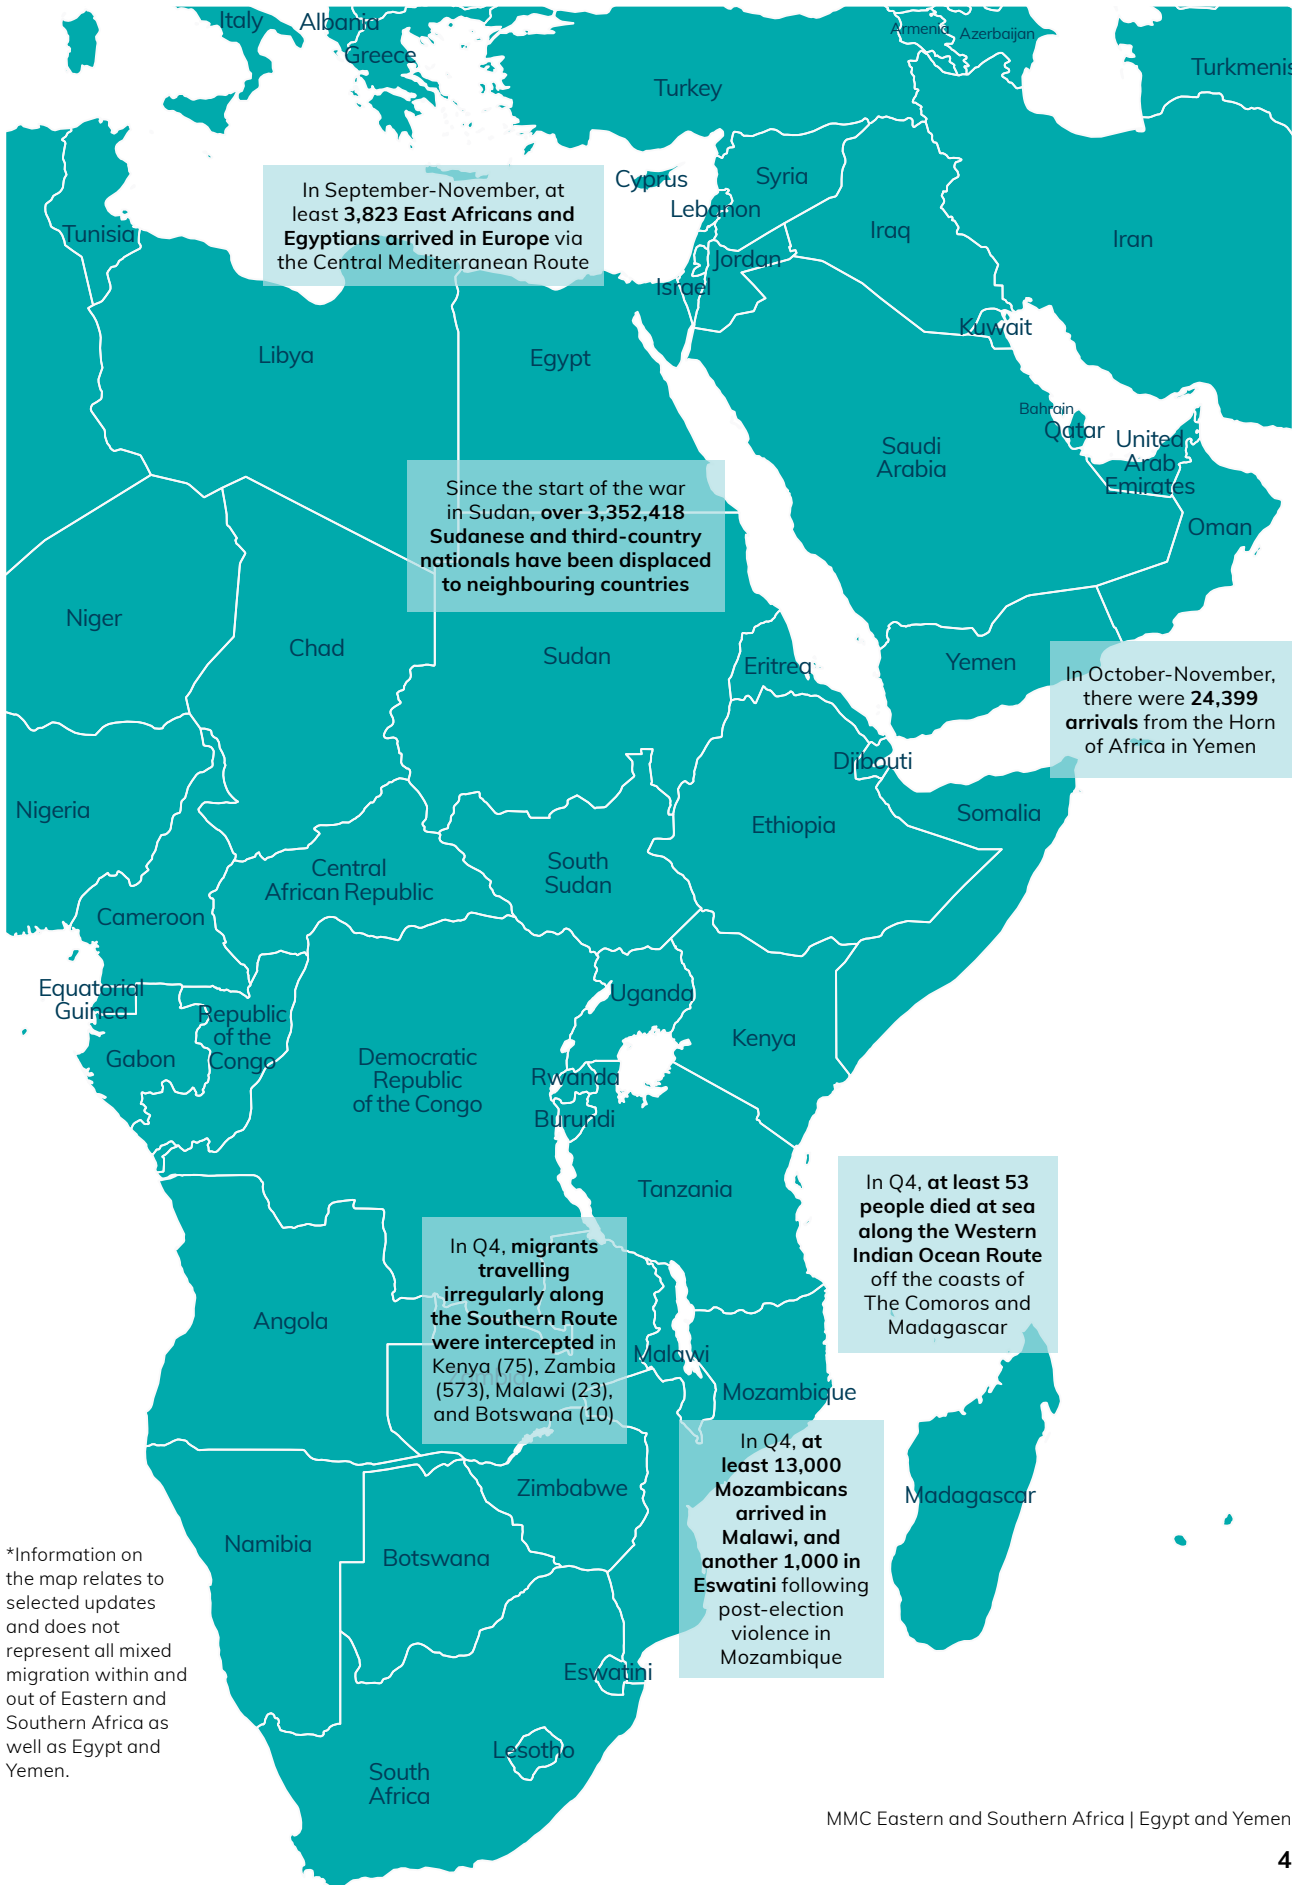 Italy
Albania
Greece
Armenia
Azerbaijan
Turkmenis
Turkey
Cyprus
Syria
Lebanon
Iraq
Iran
Tunisia
Jordan
Israel
In September-November, at
least 3,823 East Africans and
Egyptians arrived in Europe via
the Central Mediterranean Route
Kuwait
Libya
Egypt
Bahrain
Qatar
United
Arab
Emirates
Saudi
Arabia
Oman
Since the start of the war
in Sudan, over 3,352,418
Sudanese and third-country
nationals have been displaced
to neighbouring countries
Niger
Chad
Sudan
Eritrea
Yemen
In October-November,
there were 24,399
arrivals from the Horn
of Africa in Yemen
Djibouti
Nigeria
Somalia
Ethiopia
Central
African Republic
South
Sudan
Cameroon
Equatorial
Guinea
Republic
of the
Congo
Gabon
Uganda
Kenya
Democratic
Republic
of the Congo
Rwanda
Burundi
Tanzania
In Q4, at least 53
people died at sea
along the Western
Indian Ocean Route
off the coasts of
The Comoros and
Madagascar
In Q4, migrants
travelling
irregularly along
the Southern Route
were intercepted in
Kenya (75), Zambia
(573), Malawi (23),
and Botswana (10)
Zambia
Angola
Malawi
Mozambique
In Q4, at
least 13,000
Mozambicans
arrived in
Malawi, and
another 1,000 in
Eswatini following
post-election
violence in
Mozambique
Zimbabwe
Madagascar
Namibia
Botswana
*Information on
the map relates to
selected updates
and does not
represent all mixed
migration within and
out of Eastern and
Southern Africa as
well as Egypt and
Yemen.
Eswatini
Lesotho
South
Africa
MMC Eastern and Southern Africa | Egypt and Yemen
4